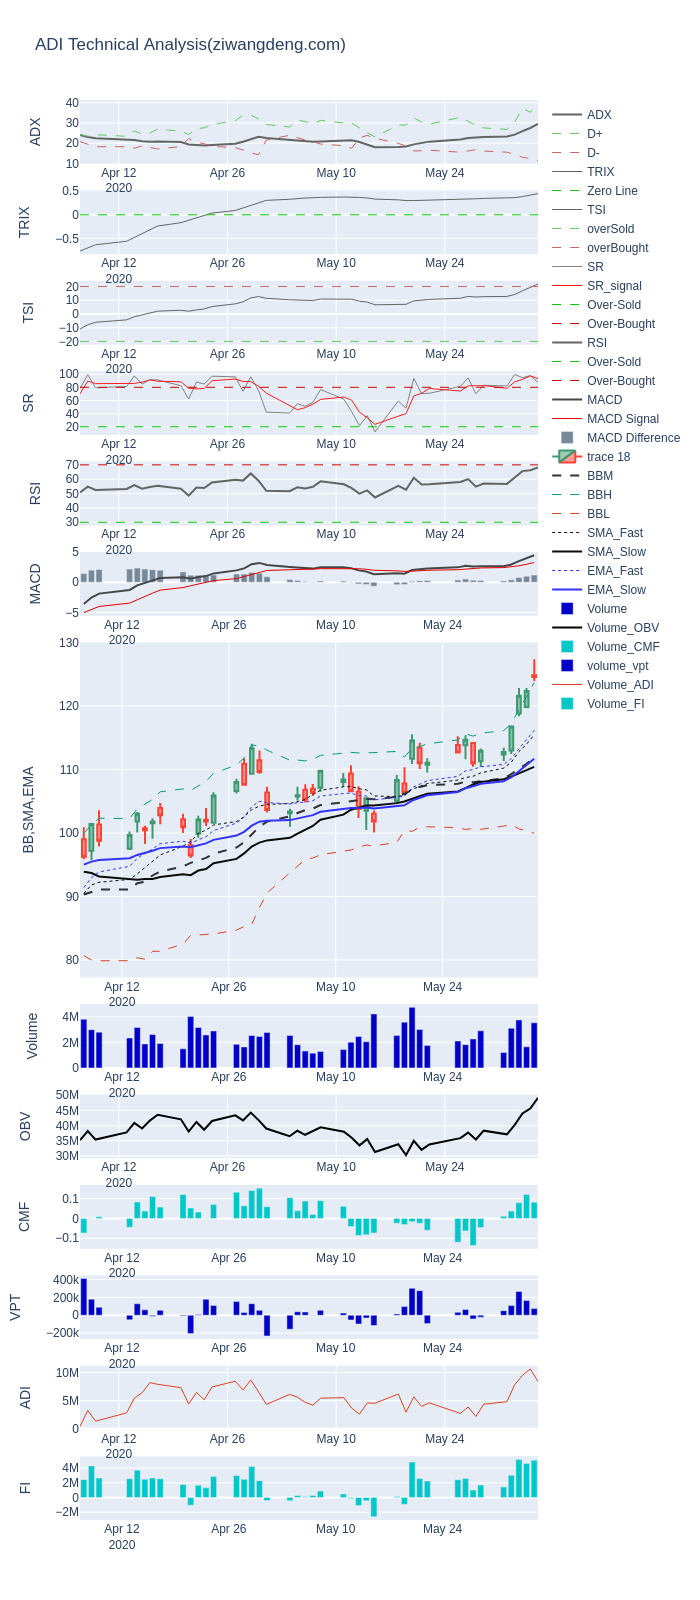 ADI Technical Analysis(ziwangdeng.com)
ADX
40
30
20
10
Apr 12
2020
Apr 26
May 10
May 24
TRIX
0.5
0
−0.5
Apr 12
2020
Apr 26
May 10
May 24
TSI
20
10
0
−10
−20
Apr 12
2020
Apr 26
May 10
May 24
SR
100
80
60
40
20
Apr 12
2020
Apr 26
May 10
May 24
RSI
70
60
50
40
30
Apr 12
2020
Apr 26
May 10
May 24
MACD
5
0
−5
Apr 12
2020
Apr 26
May 10
May 24
BB,SMA,EMA
130
120
110
100
90
80
Apr 12
2020
Apr 26
May 10
May 24
Volume
4M
2M
0
Apr 12
2020
Apr 26
May 10
May 24
OBV
50M
45M
40M
35M
30M
Apr 12
2020
Apr 26
May 10
May 24
CMF
0.1
0
−0.1
Apr 12
2020
Apr 26
May 10
May 24
VPT
400k
200k
0
−200k
Apr 12
2020
Apr 26
May 10
May 24
ADI
10M
5M
0
Apr 12
2020
Apr 26
May 10
May 24
FI
4M
2M
0
−2M
Apr 12
2020
Apr 26
May 10
May 24
ADX
D+
D-
TRIX
Zero Line
TSI
overSold
overBought
SR
SR_signal
Over-Sold
Over-Bought
RSI
Over-Sold
Over-Bought
MACD
MACD Signal
MACD Difference
trace 18
BBM
BBH
BBL
SMA_Fast
SMA_Slow
EMA_Fast
EMA_Slow
Volume
Volume_OBV
Volume_CMF
volume_vpt
Volume_ADI
Volume_FI